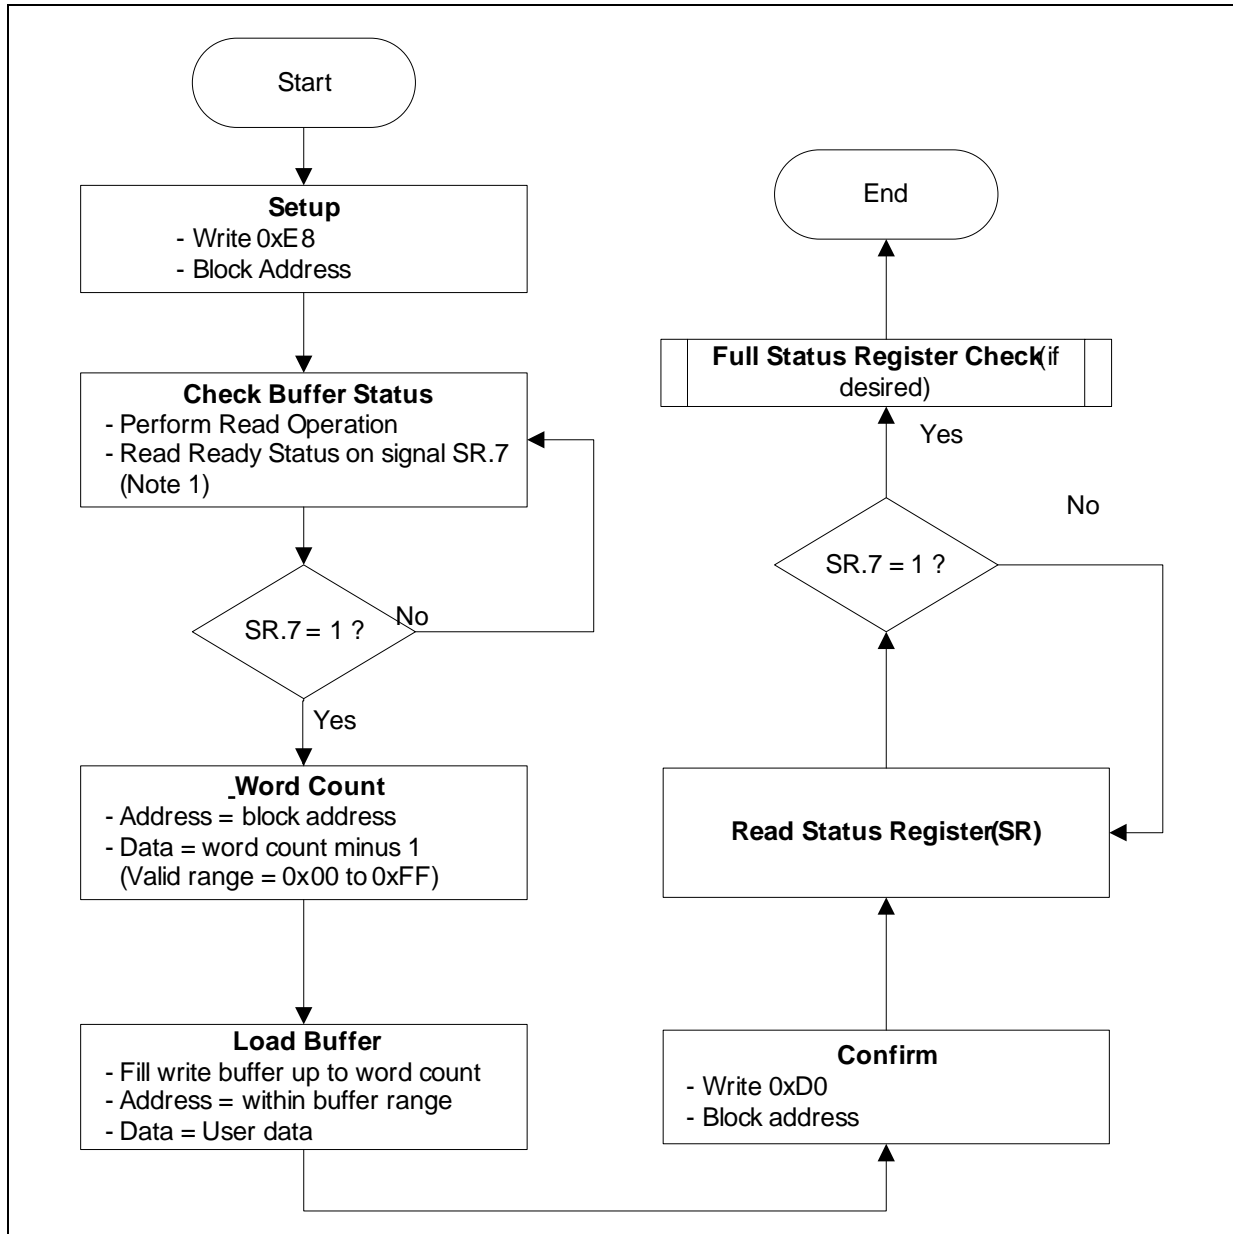 Start
Setup
- Write 0xE8
- Block Address
Check Buffer Status
- Perform Read Operation
- Read Ready Status on signal SR.7
(Note 1)
SR.7 = 1 ?
No
Yes
Word Count
- Address = block address
- Data = word count minus 1
(Valid range = 0x00 to 0xFF)
Load Buffer
- Fill write buffer up to word count
- Address = within buffer range
- Data = User data
End
Full Status Register Check(if
desired)
Yes
No
SR.7 = 1 ?
Read Status Register(SR)
Confirm
- Write 0xD0
- Block address